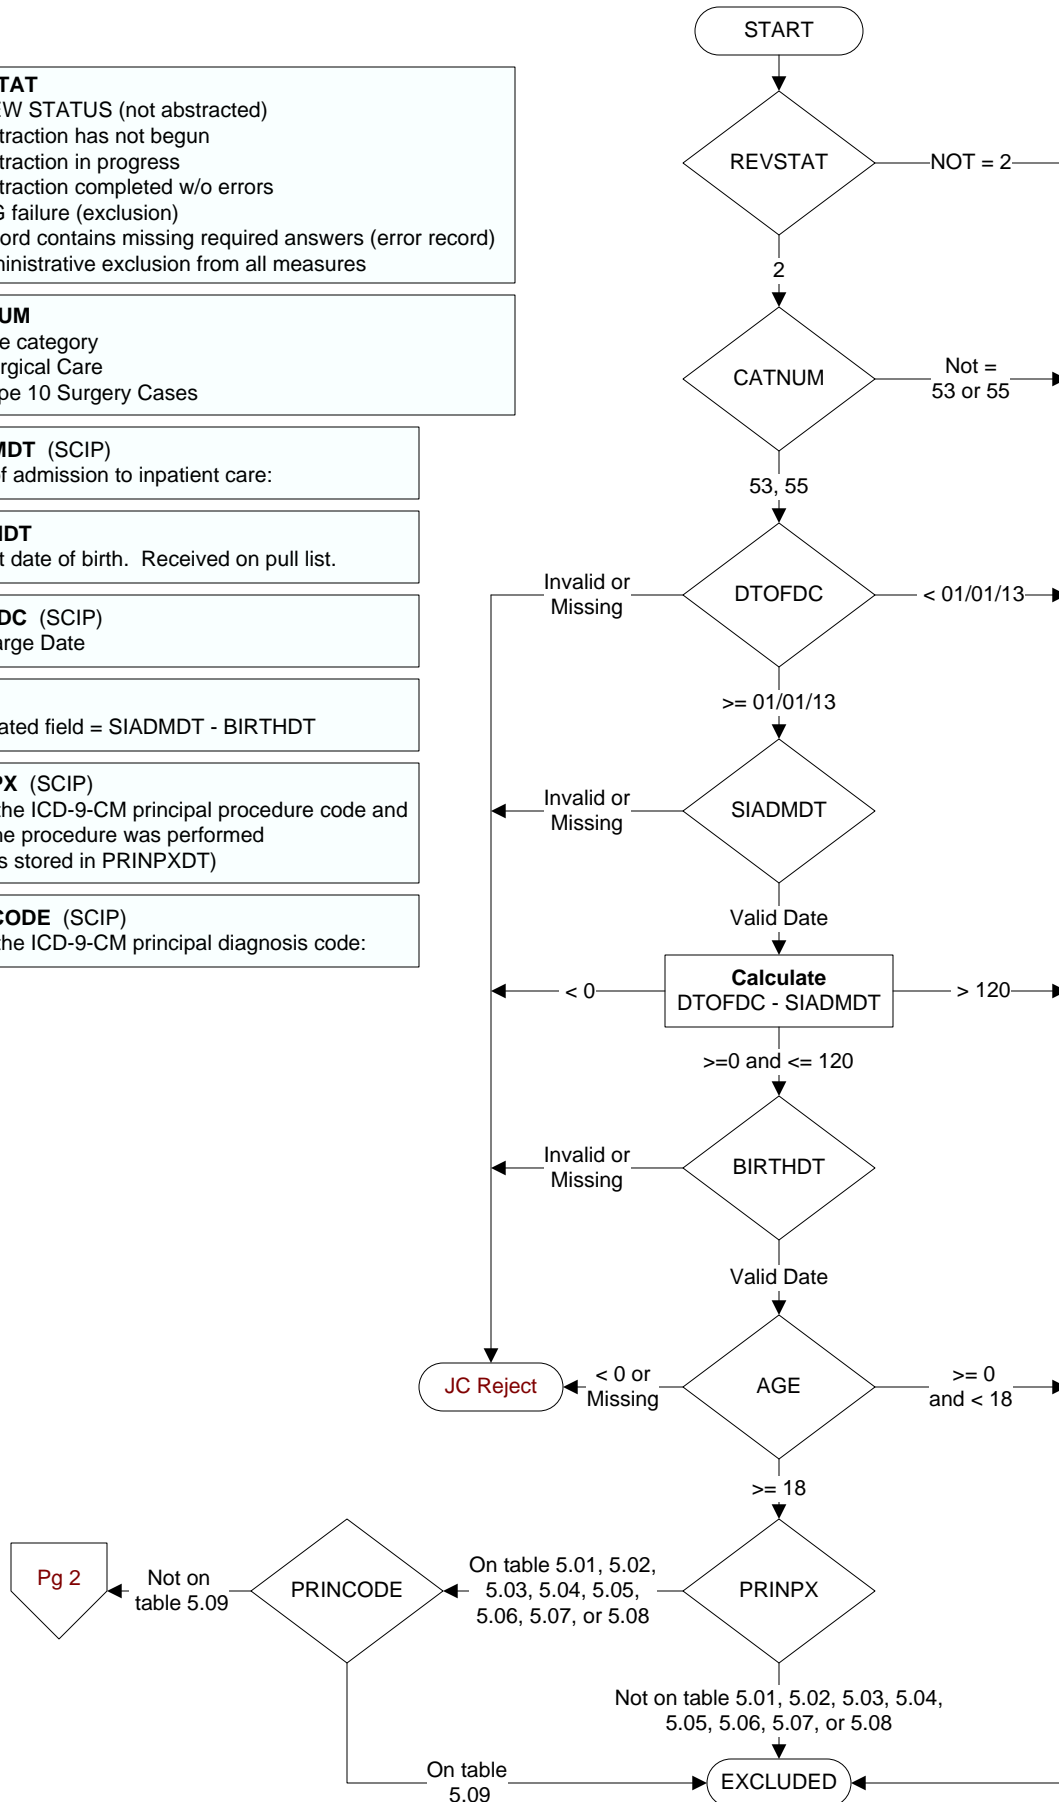 START
TAT
EW STATUS (not abstracted)
traction has not begun
traction in progress
traction completed w/o errors
G failure (exclusion)
ord contains missing required answers (error record)
ministrative exclusion from all measures
REVSTAT
NOT = 2
2
UM
e category
rgical Care
pe 10 Surgery Cases
CATNUM
Not =
53 or 55
53, 55
MDT (SCIP)
f admission to inpatient care:
HDT
t date of birth.  Received on pull list.
DC (SCIP)
arge Date
ated field = SIADMDT - BIRTHDT
PX (SCIP)
the ICD-9-CM principal procedure code and
ne procedure was performed
s stored in PRINPXDT)
CODE (SCIP)
the ICD-9-CM principal diagnosis code:
Invalid or
Missing
DTOFDC
< 01/01/13
>= 01/01/13
Invalid or
Missing
SIADMDT
Valid Date
< 0
Calculate
DTOFDC - SIADMDT
> 120
>=0 and <= 120
Invalid or
Missing
BIRTHDT
Valid Date
JC Reject
< 0 or
Missing
AGE
>= 0
and < 18
>= 18
Pg 2
Not on
table 5.09
PRINCODE
On table 5.01, 5.02,
5.03, 5.04, 5.05,
5.06, 5.07, or 5.08
PRINPX
Not on table 5.01, 5.02, 5.03, 5.04,
5.05, 5.06, 5.07, or 5.08
On table
5.09
EXCLUDED